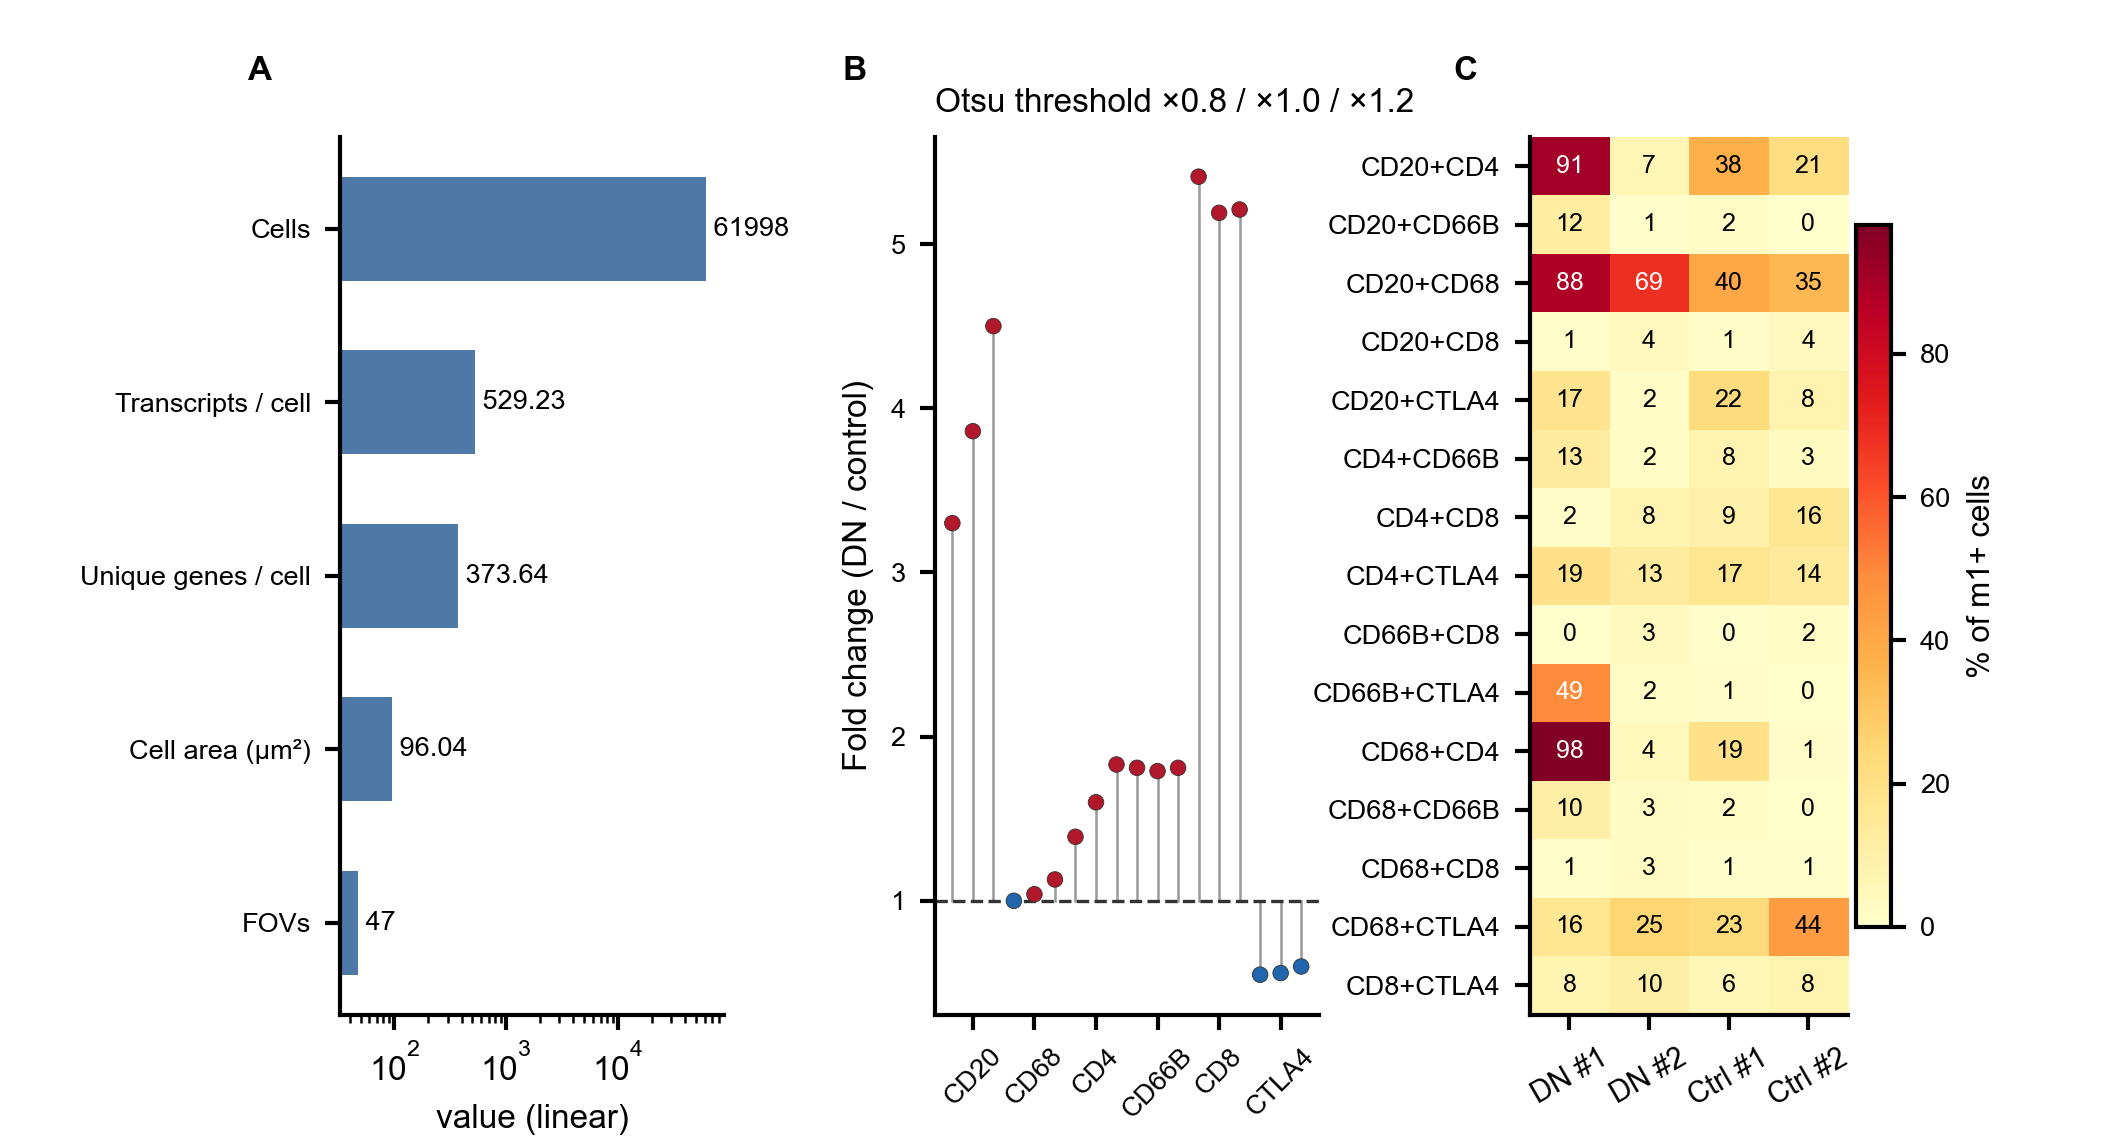 A
Cells
61998
Transcripts / cell
529.23
Unique genes / cell
373.64
Cell area (µm²)
96.04
FOVs
47
10² 10³ 10⁴
value (linear)
B
Otsu threshold ×0.8 / ×1.0 / ×1.2
Fold change (DN / control)
5
4
3
2
1
CD20 CD68 CD4 CD66B CD8 CTLA4
C
CD20+CD4 91 7 38 21
CD20+CD66B 12 1 2 0
CD20+CD68 88 69 40 35
CD20+CD8 1 4 1 4
CD20+CTLA4 17 2 22 8
CD4+CD66B 13 2 8 3
CD4+CD8 2 8 9 16
CD4+CTLA4 19 13 17 14
CD66B+CD8 0 3 0 2
CD66B+CTLA4 49 2 1 0
CD68+CD4 98 4 19 1
CD68+CD66B 10 3 2 0
CD68+CD8 1 3 1 1
CD68+CTLA4 16 25 23 44
CD8+CTLA4 8 10 6 8
DN #1 DN #2 Ctrl #1 Ctrl #2
80
60
40
20
0
% of m1+ cells